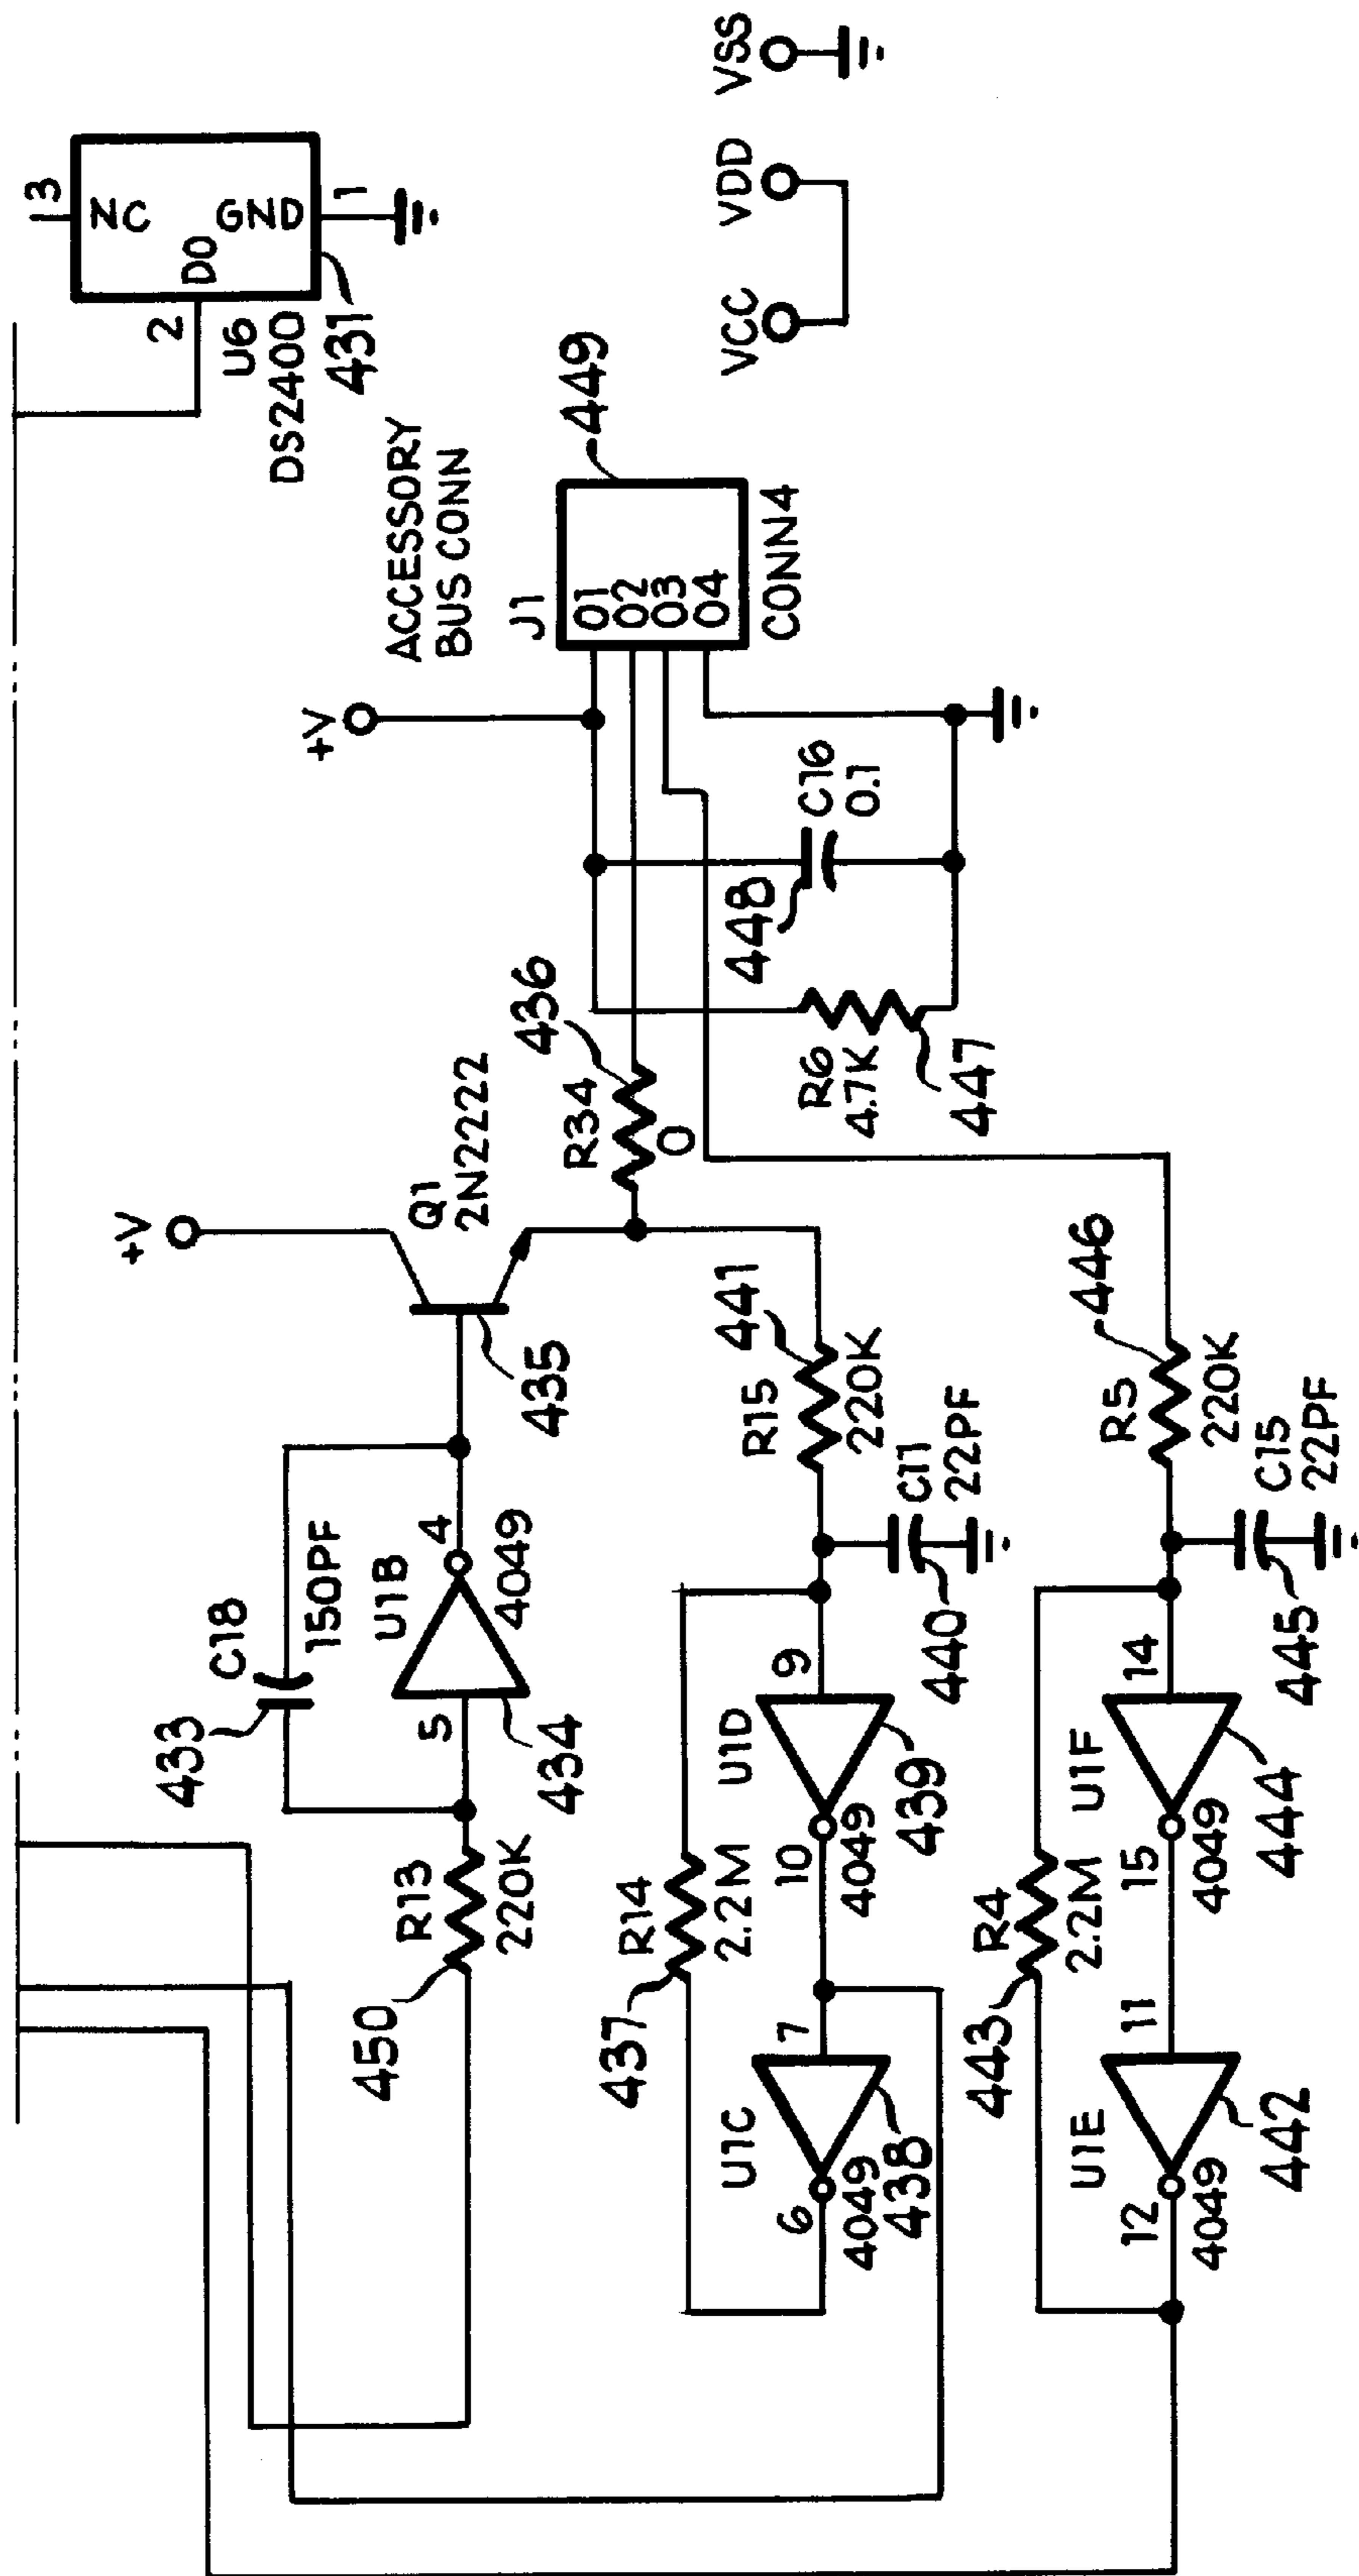 3
NC
GND
DO
1
2
U6
DS2400
431
VSS
VDD
VCC
ACCESSORY
BUS CONN
449
J1
01
02
03
04
CONN4
+V
C16
0.1
448
R6
4.7K
447
436
R34
0
+V
Q1
2N2222
435
C18
150PF
433
U1B
4
4049
5
434
R13
220K
450
441
R15
220K
C11
22PF
440
9
U1D
10
4049
439
R14
2.2M
437
7
U1C
6
4049
438
446
R5
220K
C15
22PF
445
14
U1F
15
4049
444
R4
2.2M
443
11
U1E
12
4049
442